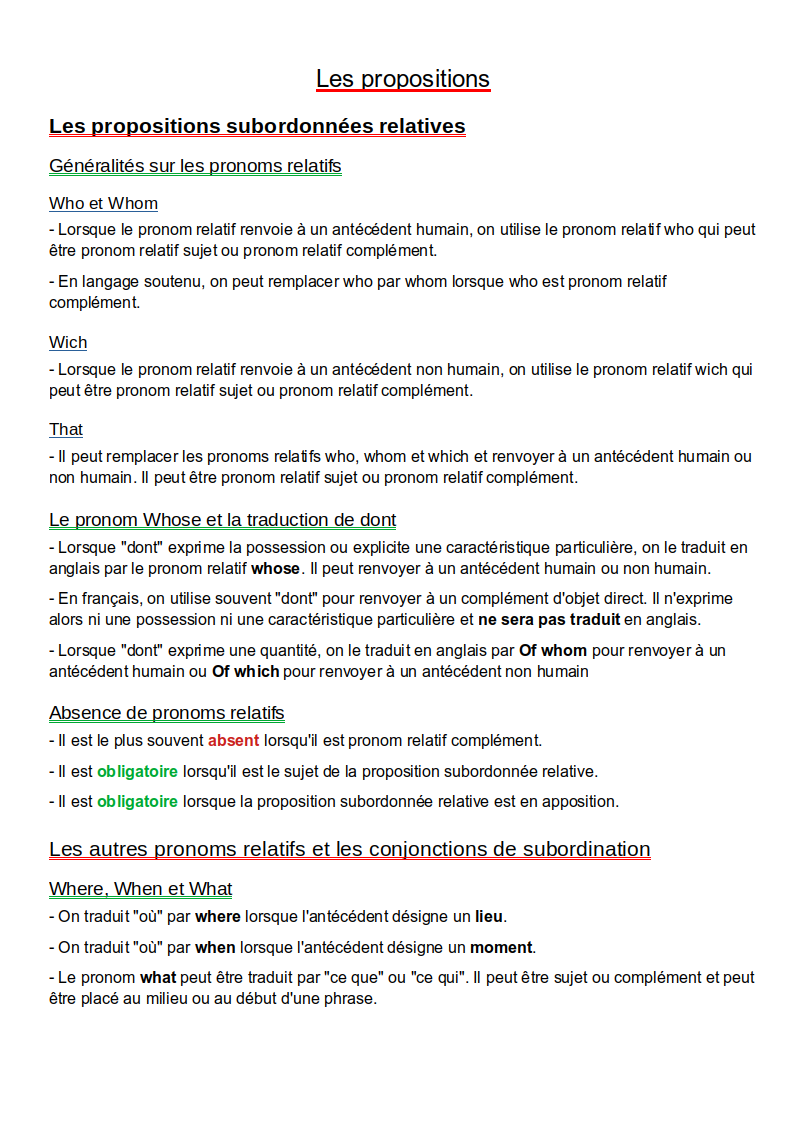 Les propositions
Les propositions subordonnées relatives
Généralités sur les pronoms relatifs
Who et Whom
- Lorsque le pronom relatif renvoie à un antécédent humain, on utilise le pronom relatif who qui peut
être pronom relatif sujet ou pronom relatif complément.
- En langage soutenu, on peut remplacer who par whom lorsque who est pronom relatif
complément.
Wich
- Lorsque le pronom relatif renvoie à un antécédent non humain, on utilise le pronom relatif wich qui
peut être pronom relatif sujet ou pronom relatif complément.
That
- Il peut remplacer les pronoms relatifs who, whom et which et renvoyer à un antécédent humain ou
non humain. Il peut être pronom relatif sujet ou pronom relatif complément.
Le pronom Whose et la traduction de dont
- Lorsque "dont" exprime la possession ou explicite une caractéristique particulière, on le traduit en
anglais par le pronom relatif whose. Il peut renvoyer à un antécédent humain ou non humain.
- En français, on utilise souvent "dont" pour renvoyer à un complément d'objet direct. Il n'exprime
alors ni une possession ni une caractéristique particulière et ne sera pas traduit en anglais.
- Lorsque "dont" exprime une quantité, on le traduit en anglais par Of whom pour renvoyer à un
antécédent humain ou Of which pour renvoyer à un antécédent non humain
Absence de pronoms relatifs
- Il est le plus souvent absent lorsqu'il est pronom relatif complément.
- Il est obligatoire lorsqu'il est le sujet de la proposition subordonnée relative.
- Il est obligatoire lorsque la proposition subordonnée relative est en apposition.
Les autres pronoms relatifs et les conjonctions de subordination
Where, When et What
- On traduit "où" par where lorsque l'antécédent désigne un lieu.
- On traduit "où" par when lorsque l'antécédent désigne un moment.
- Le pronom what peut être traduit par "ce que" ou "ce qui". Il peut être sujet ou complément et peut
être placé au milieu ou au début d'une phrase.